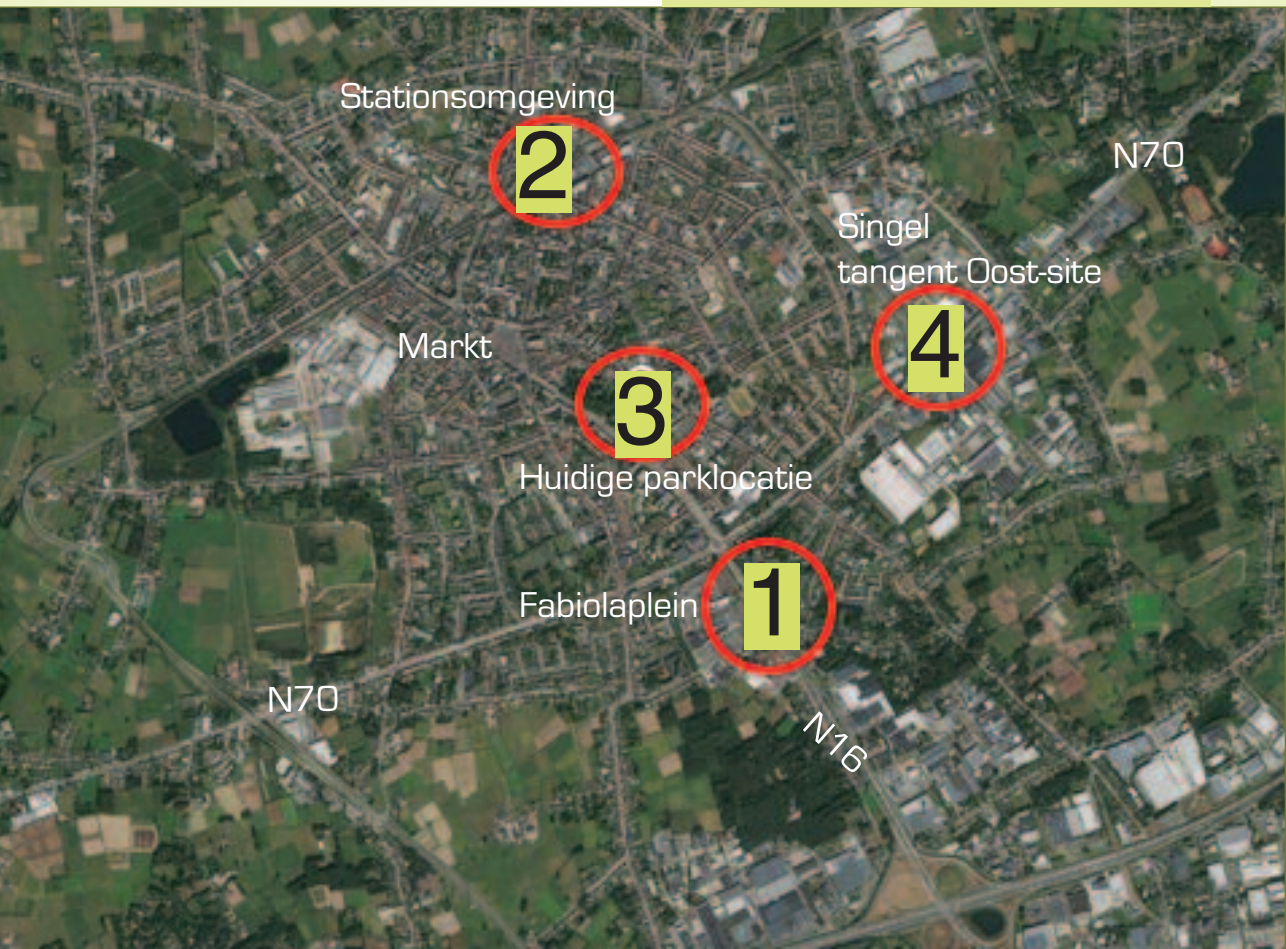 Stationsomgeving
2
N70
Singel
tangent Oost-site
4
Markt
3
Huidige parklocatie
Fabiolaplein
1
N70
N16